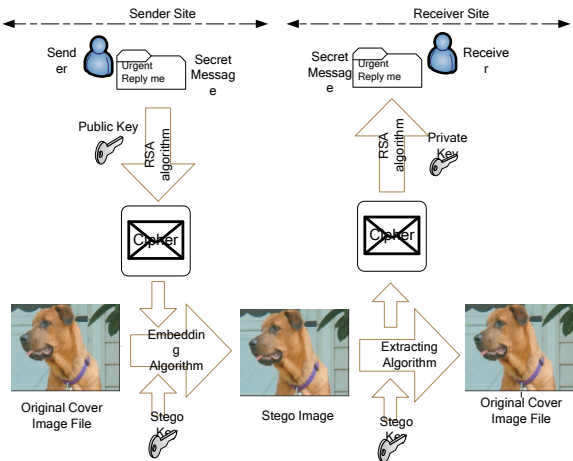 Sender Site
Receiver Site
Send
er
Urgent
Reply me
Secret
Messag
e
Secret
Messag
e
Urgent
Reply me
Receive
r
Public Key
RSA
algorithm
RSA
algorithm
Private
Key
Cipher
Cipher
Embeddin
g
Algorithm
Extracting
Algorithm
Original Cover
Image File
Stego
Key
Stego Image
Stego
Key
Original Cover
Image File